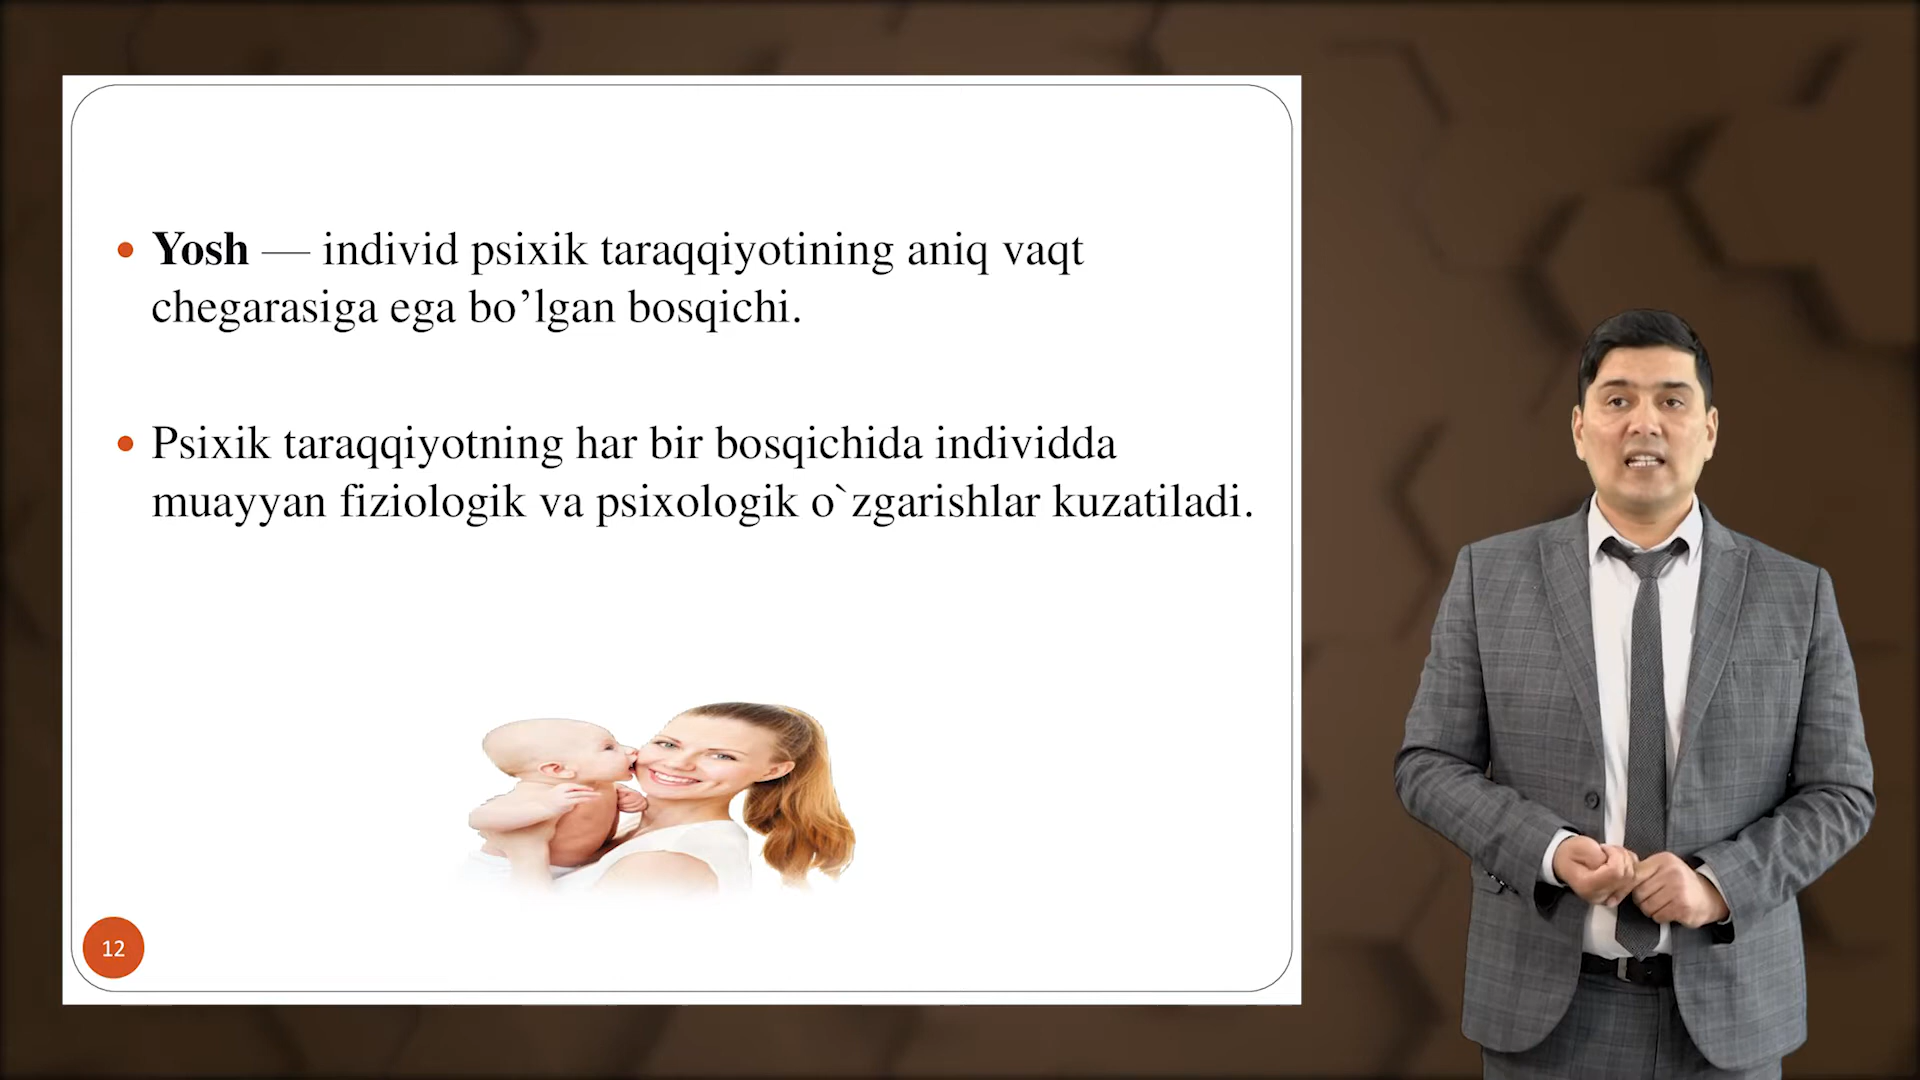 Yosh — individ psixik taraqqiyotining aniq vaqt
chegarasiga ega bo’lgan bosqichi.
Psixik taraqqiyotning har bir bosqichida individda
muayyan fiziologik va psixologik o`zgarishlar kuzatiladi.
12